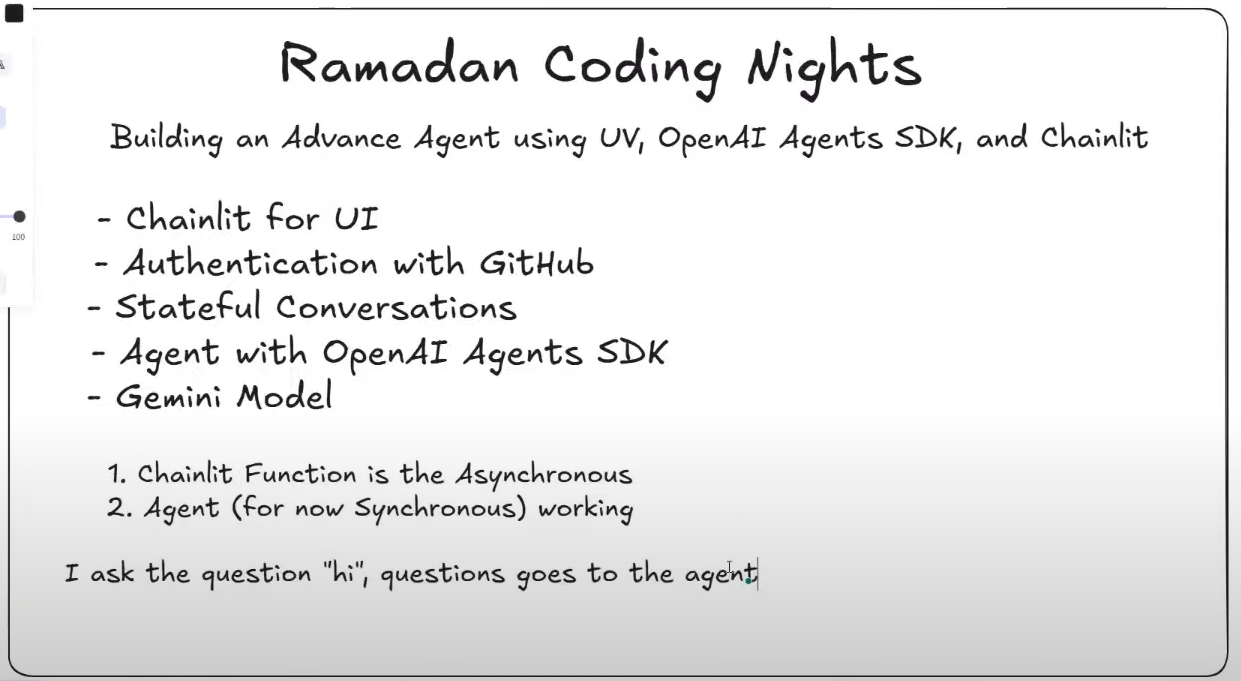 Ramadan Coding Nights
Building an Advance Agent using UV, OpenAI Agents SDK, and Chainlit
- Chainlit for UI
- Authentication with GitHub
- Stateful Conversations
- Agent with OpenAI Agents SDK
- Gemini Model
100
1. Chainlit Function is the Asynchronous
2. Agent (for now Synchronous) working
I ask the question "hi", questions goes to the agent